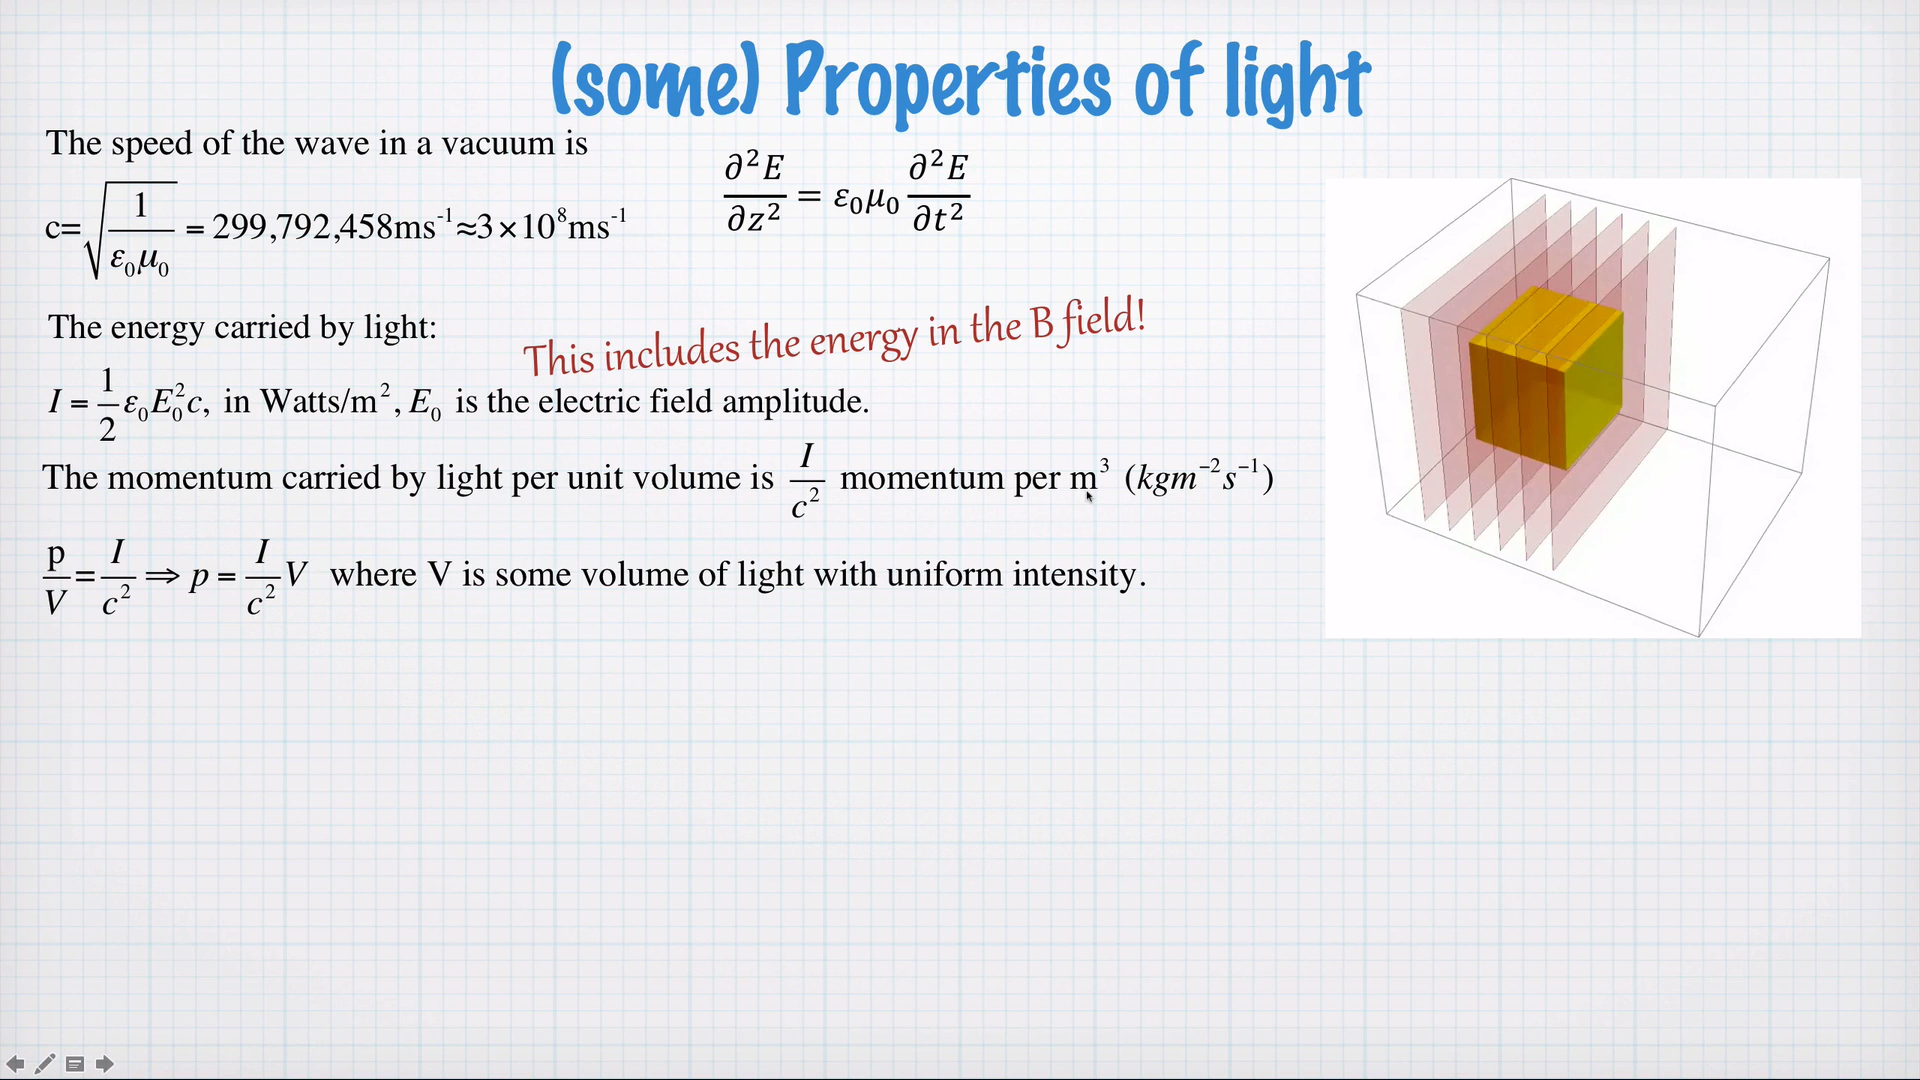 (some) Properties of light
The speed of the wave in a vacuum is
c=√(1/(ε₀μ₀)) = 299,792,458ms⁻¹≈3×10⁸ms⁻¹
∂²E/∂z² = ε₀μ₀ ∂²E/∂t²
The energy carried by light:
This includes the energy in the B field!
I = 1/2 ε₀E₀²c, in Watts/m², E₀ is the electric field amplitude.
The momentum carried by light per unit volume is I/c² momentum per m³ (kgm⁻²s⁻¹)
p/V = I/c² ⇒ p = I/c² V where V is some volume of light with uniform intensity.